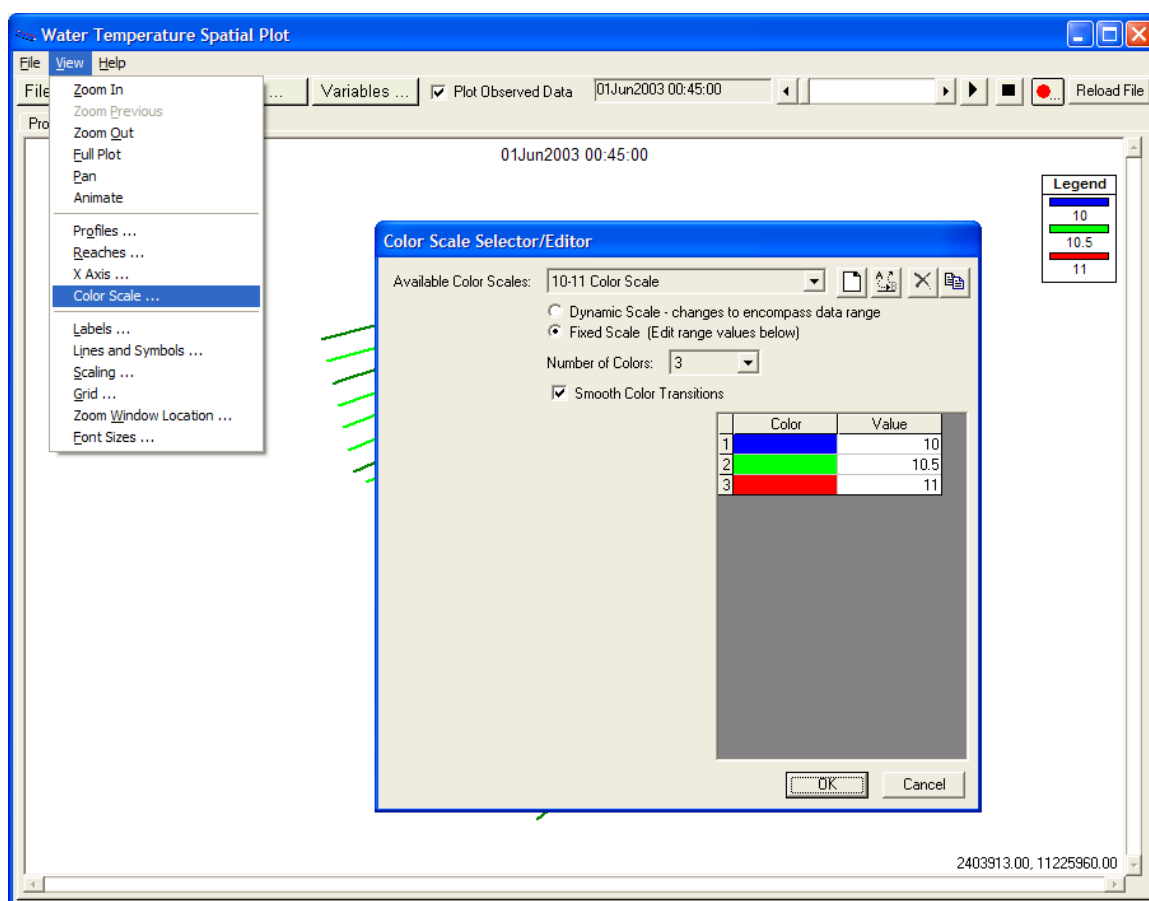 Water Temperature Spatial Plot
File View Help
File ... Variables ... Plot Observed Data 01Jun2003 00:45:00 Reload File
Pro
Zoom In
Zoom Previous
Zoom Out
Full Plot
Pan
Animate
Profiles ...
Reaches ...
X Axis ...
Color Scale ...
Labels ...
Lines and Symbols ...
Scaling ...
Grid ...
Zoom Window Location ...
Font Sizes ...
01Jun2003 00:45:00
Legend
10
10.5
11
Color Scale Selector/Editor
Available Color Scales: 10-11 Color Scale
Dynamic Scale - changes to encompass data range
Fixed Scale (Edit range values below)
Number of Colors: 3
Smooth Color Transitions
Color Value
1 10
2 10.5
3 11
OK Cancel
2403913.00, 11225960.00